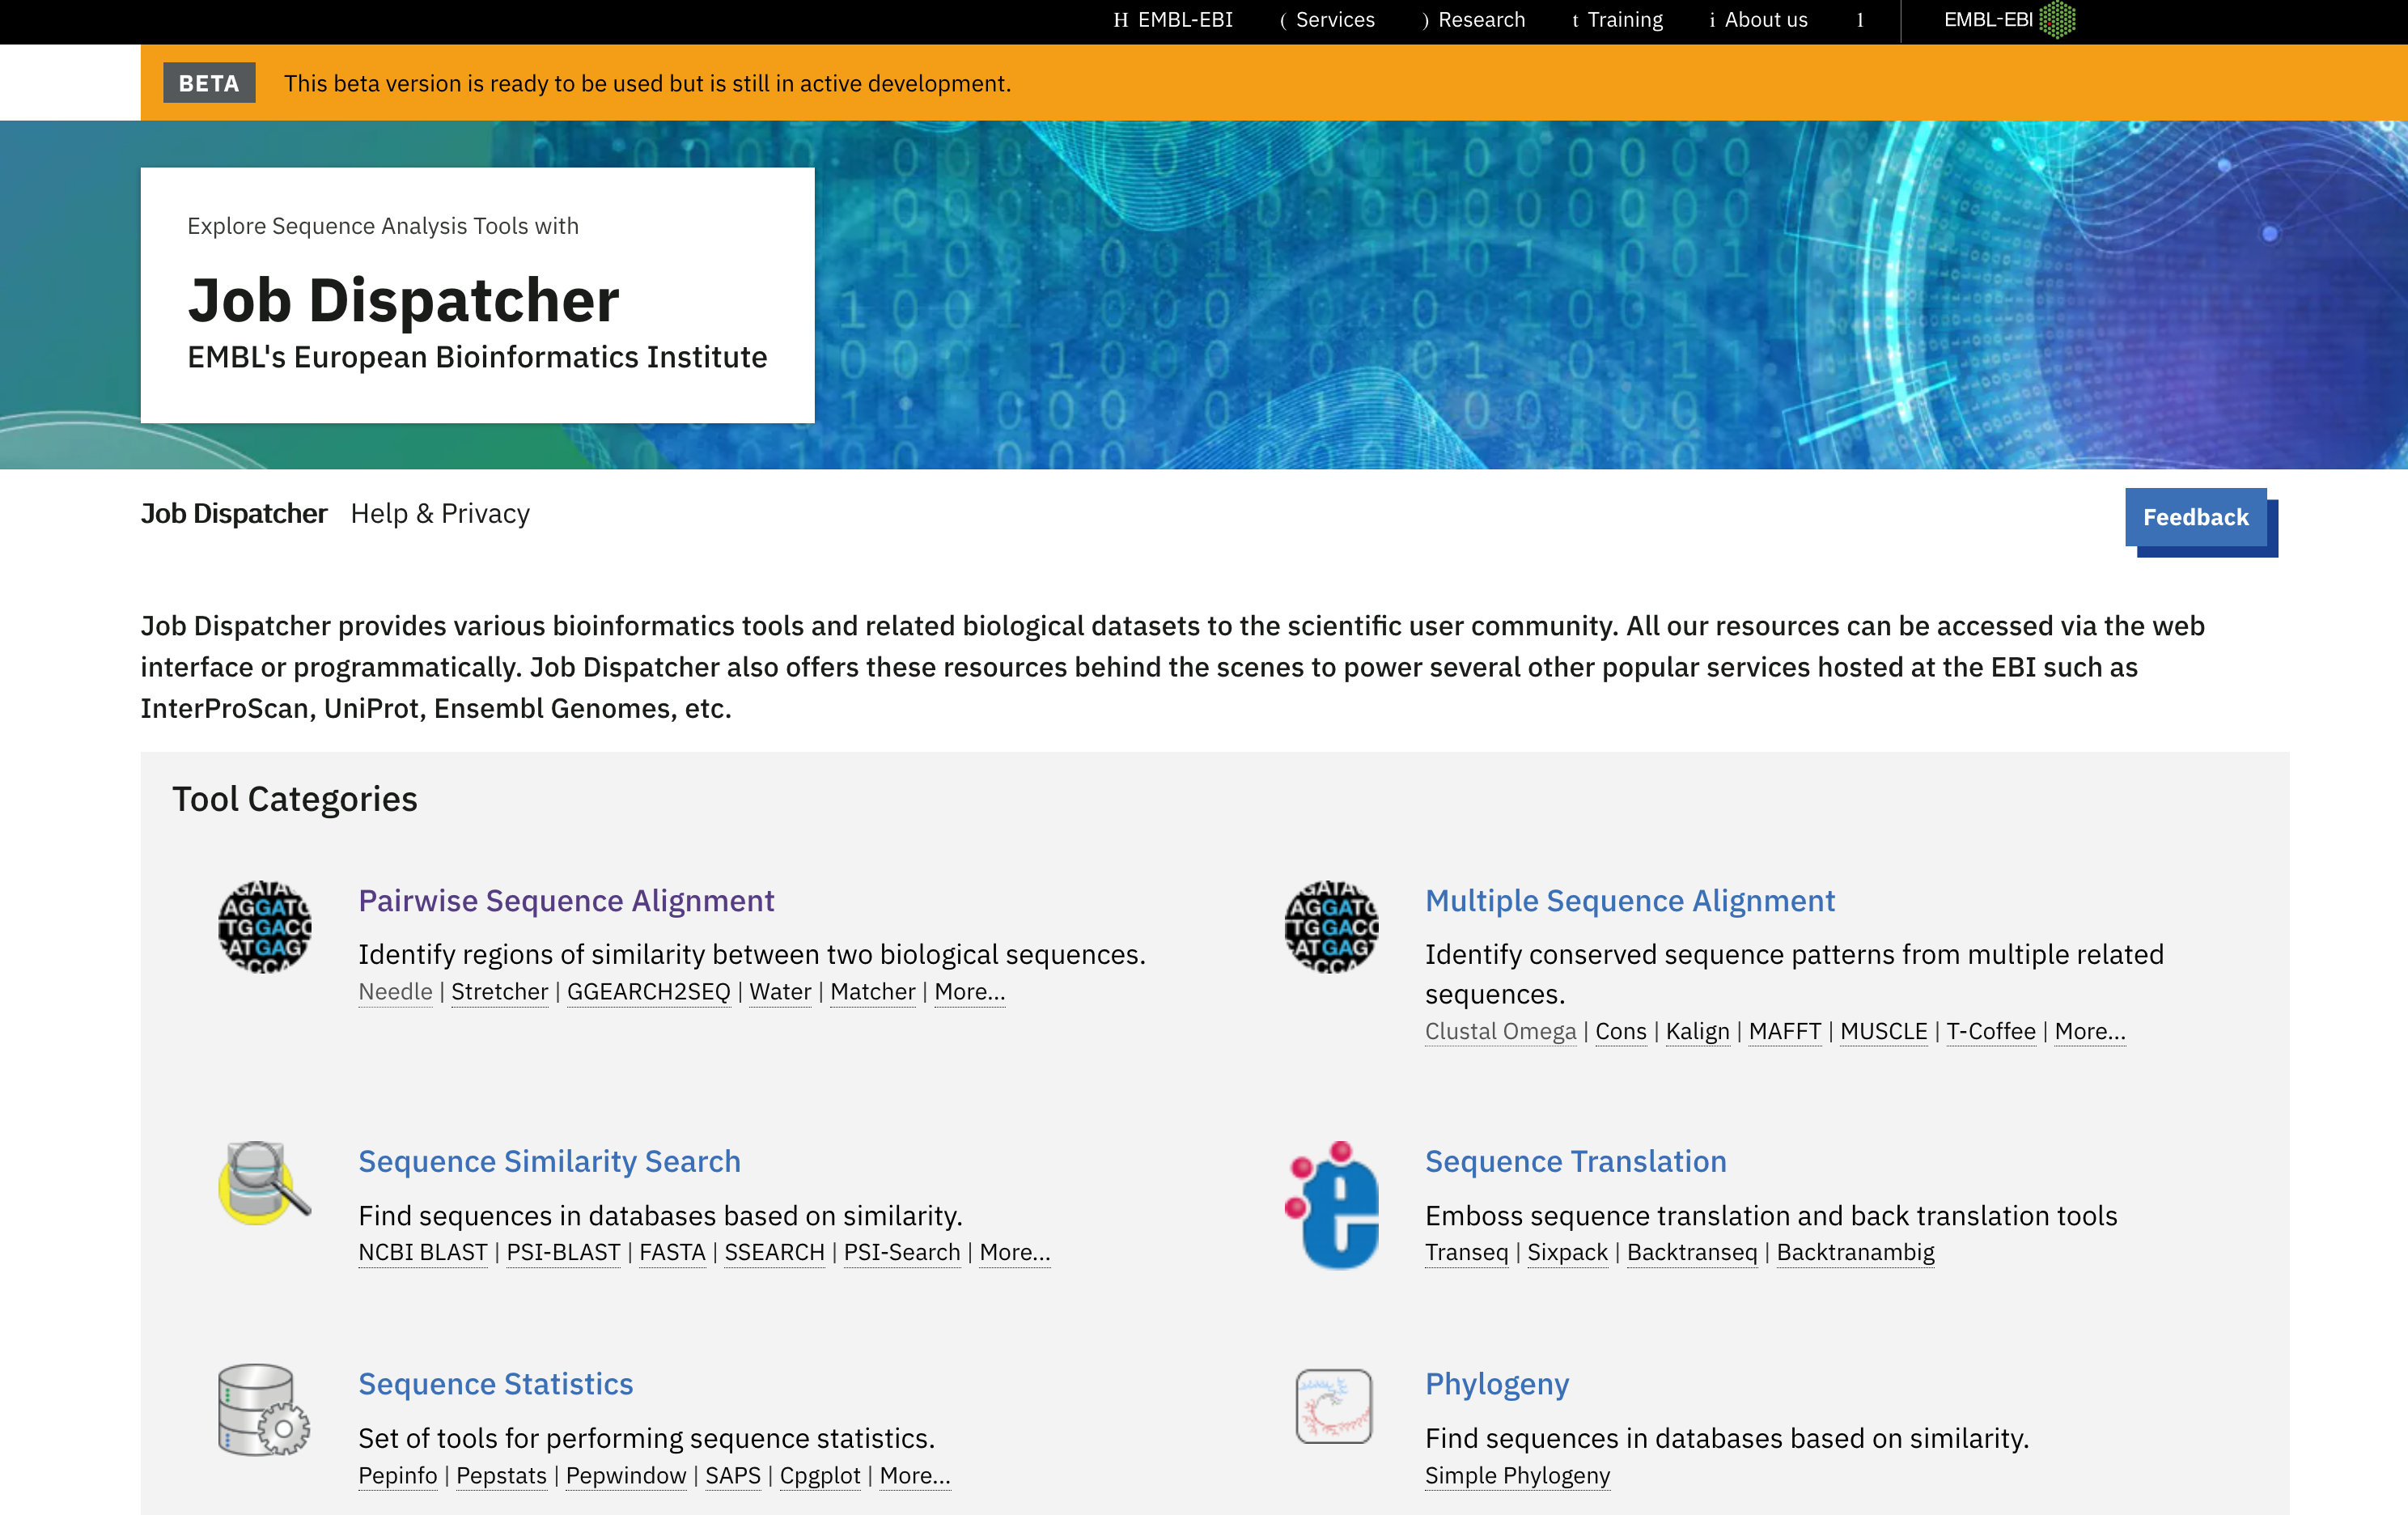 H EMBL-EBI ( Services ) Research t Training i About us 1 EMBL-EBI
BETA This beta version is ready to be used but is still in active development.
Explore Sequence Analysis Tools with
Job Dispatcher
EMBL's European Bioinformatics Institute
Job Dispatcher Help & Privacy Feedback
Job Dispatcher provides various bioinformatics tools and related biological datasets to the scientific user community. All our resources can be accessed via the web
interface or programmatically. Job Dispatcher also offers these resources behind the scenes to power several other popular services hosted at the EBI such as
InterProScan, UniProt, Ensembl Genomes, etc.
Tool Categories
Pairwise Sequence Alignment
Identify regions of similarity between two biological sequences.
Needle | Stretcher | GGEARCH2SEQ | Water | Matcher | More...
Multiple Sequence Alignment
Identify conserved sequence patterns from multiple related
sequences.
Clustal Omega | Cons | Kalign | MAFFT | MUSCLE | T-Coffee | More...
Sequence Similarity Search
Find sequences in databases based on similarity.
NCBI BLAST | PSI-BLAST | FASTA | SSEARCH | PSI-Search | More...
Sequence Translation
Emboss sequence translation and back translation tools
Transeq | Sixpack | Backtranseq | Backtranambig
Sequence Statistics
Set of tools for performing sequence statistics.
Pepinfo | Pepstats | Pepwindow | SAPS | Cpgplot | More...
Phylogeny
Find sequences in databases based on similarity.
Simple Phylogeny